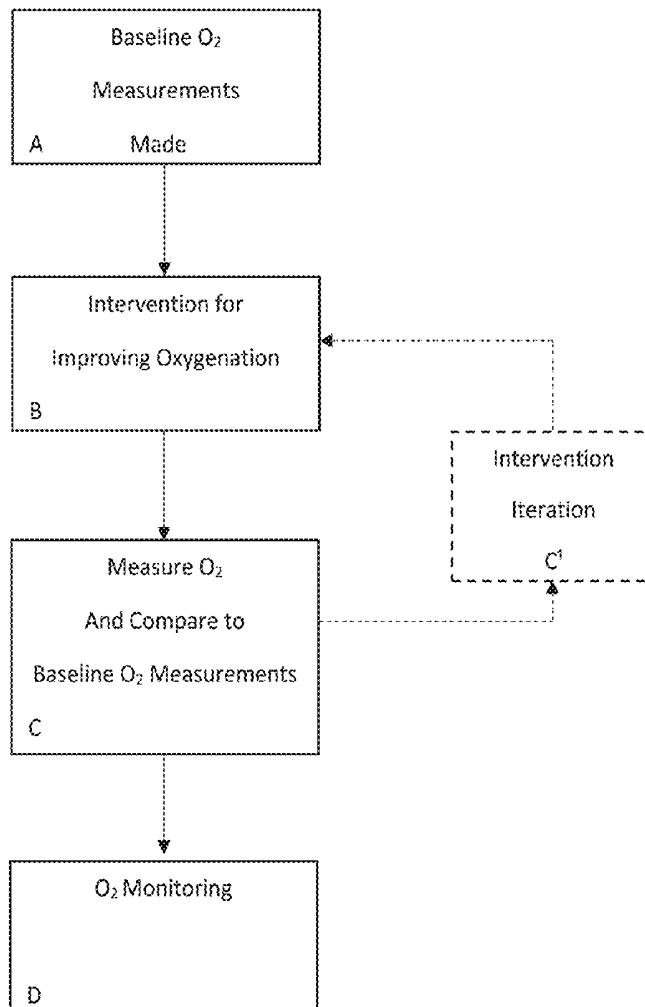 Baseline O₂
Measurements
A Made
Intervention for
Improving Oxygenation
B
Intervention
Iteration
C¹
Measure O₂
And Compare to
Baseline O₂ Measurements
C
O₂ Monitoring
D